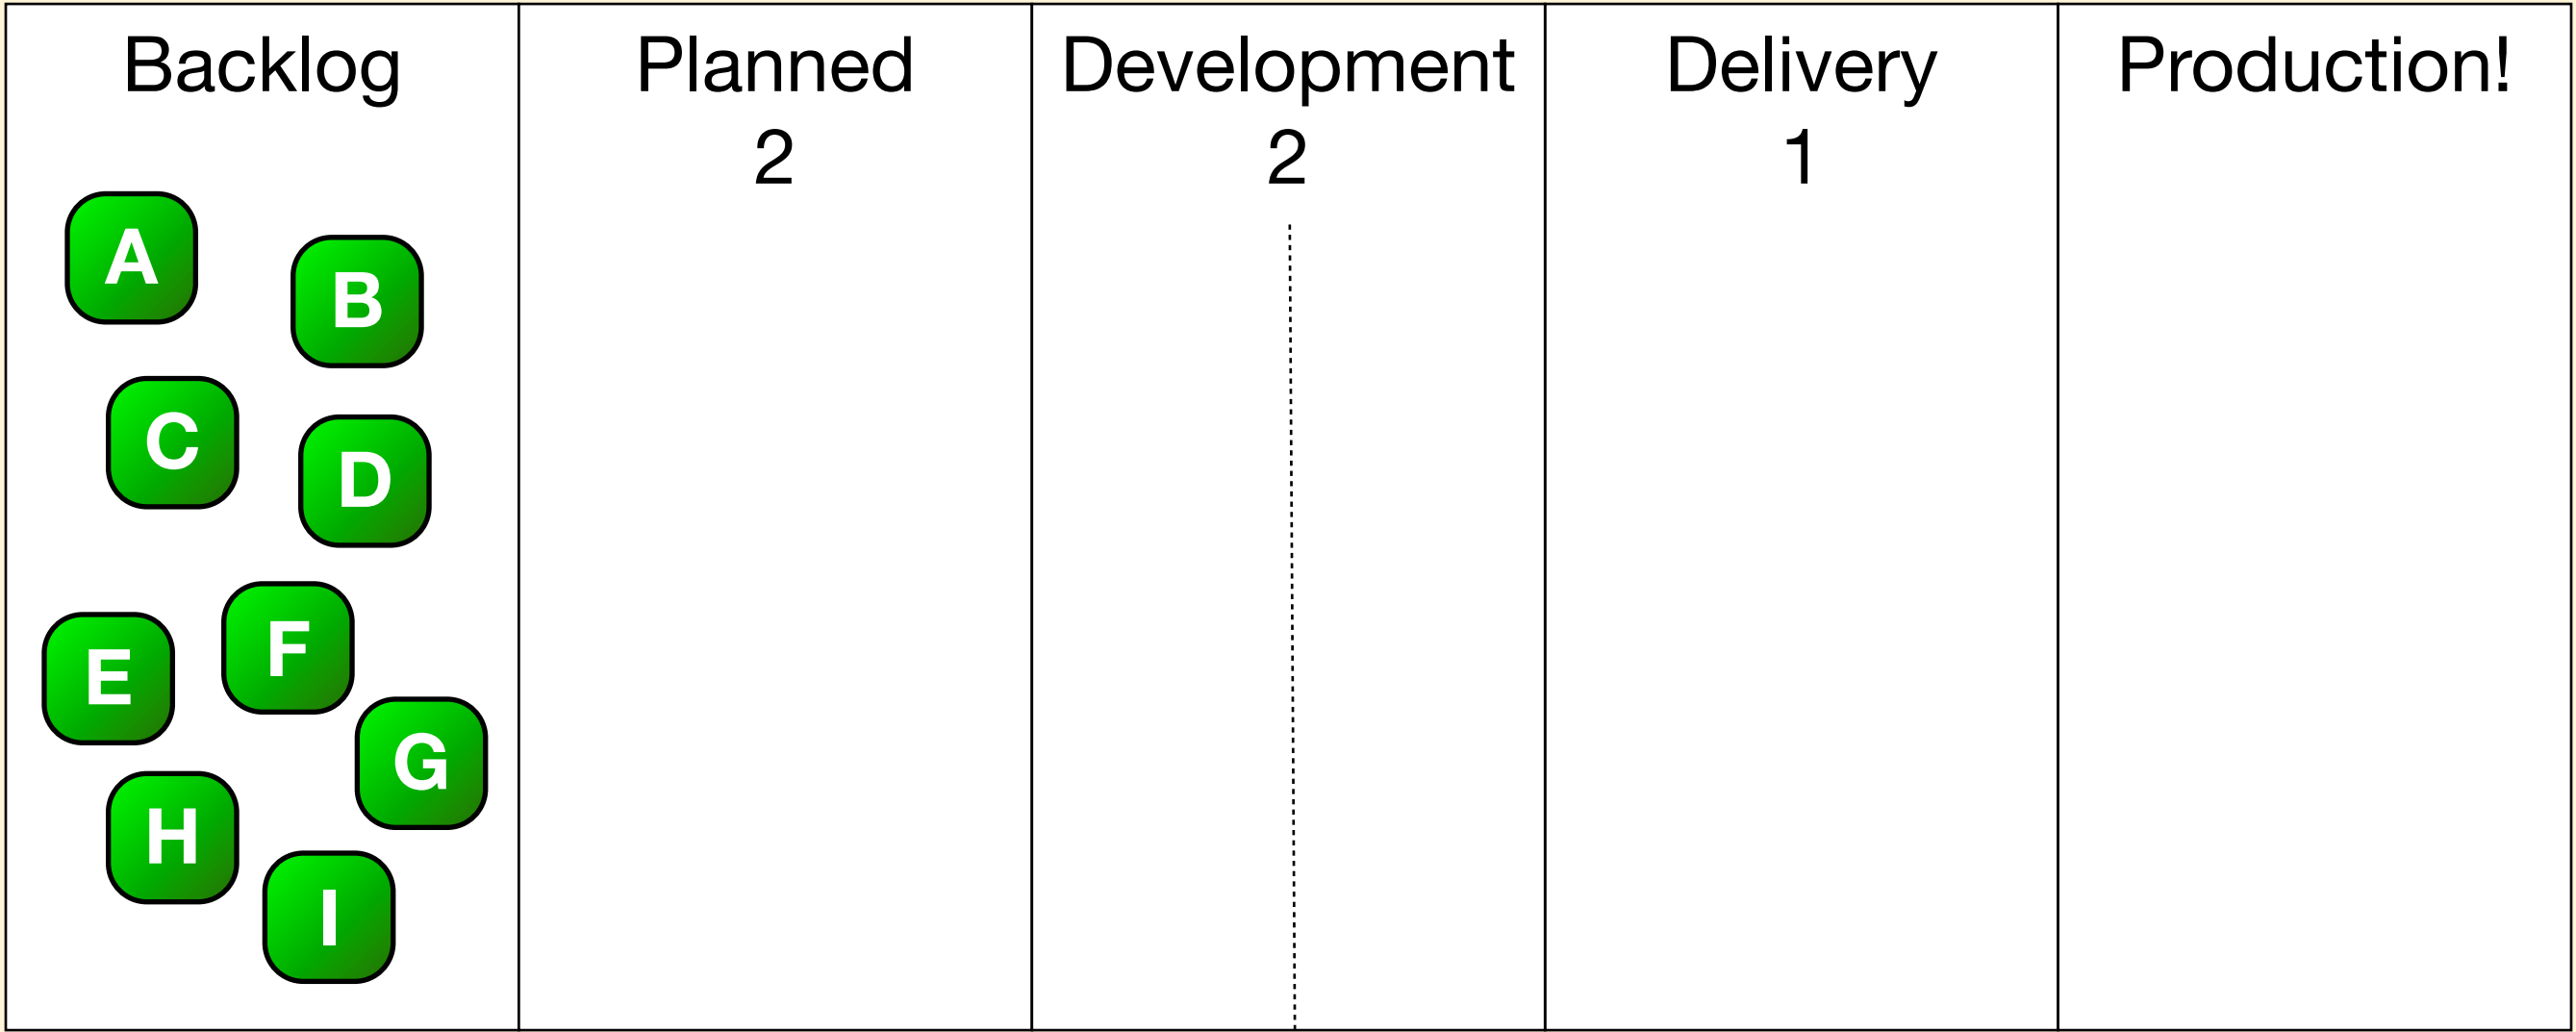 Backlog
Planned
Development
Delivery
Production!
2
2
1
A
B
C
D
E
F
G
H
I